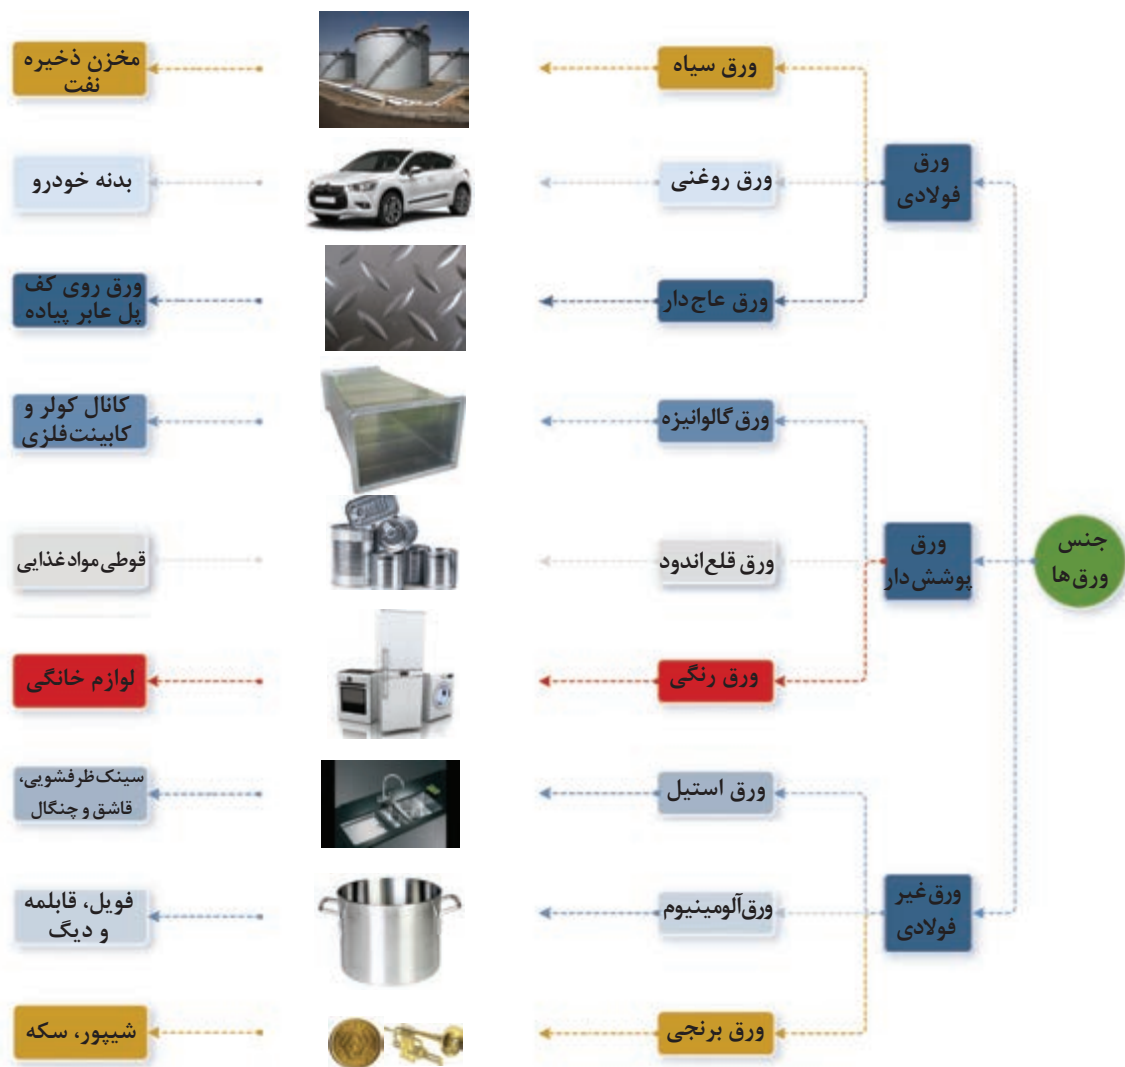 جنس
ورق‌ها
ورق
فولادی
ورق سیاه
مخزن ذخیره
نفت
ورق روغنی
بدنه خودرو
ورق عاج‌دار
ورق روی کف
پل عابر پیاده
ورق
پوشش‌دار
ورق گالوانیزه
کانال کولر و
کابینت فلزی
ورق قلع‌اندود
قوطی مواد غذایی
ورق رنگی
لوازم خانگی
ورق غیر
فولادی
ورق استیل
سینک ظرفشویی،
قاشق و چنگال
ورق آلومینیوم
فویل، قابلمه
و دیگ
ورق برنجی
شیپور، سکه